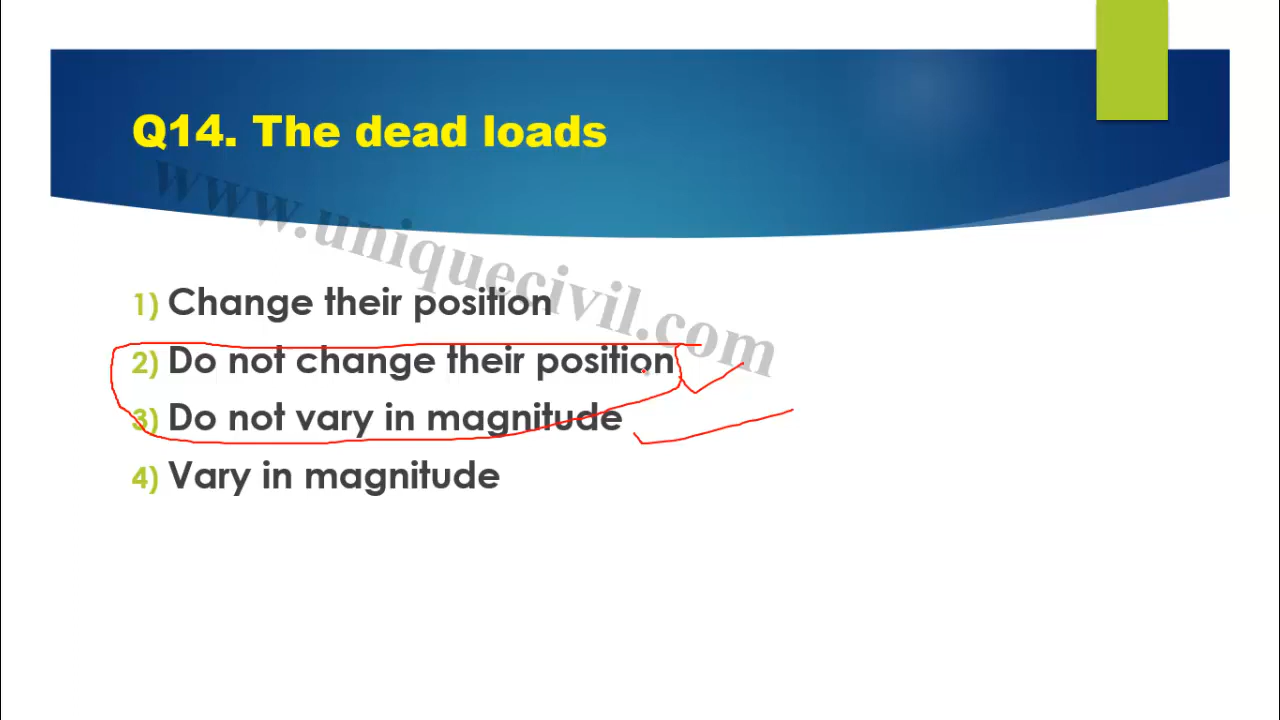 Q14. The dead loads
www.uniquecivil.com
1) Change their position
2) Do not change their position
3) Do not vary in magnitude
4) Vary in magnitude